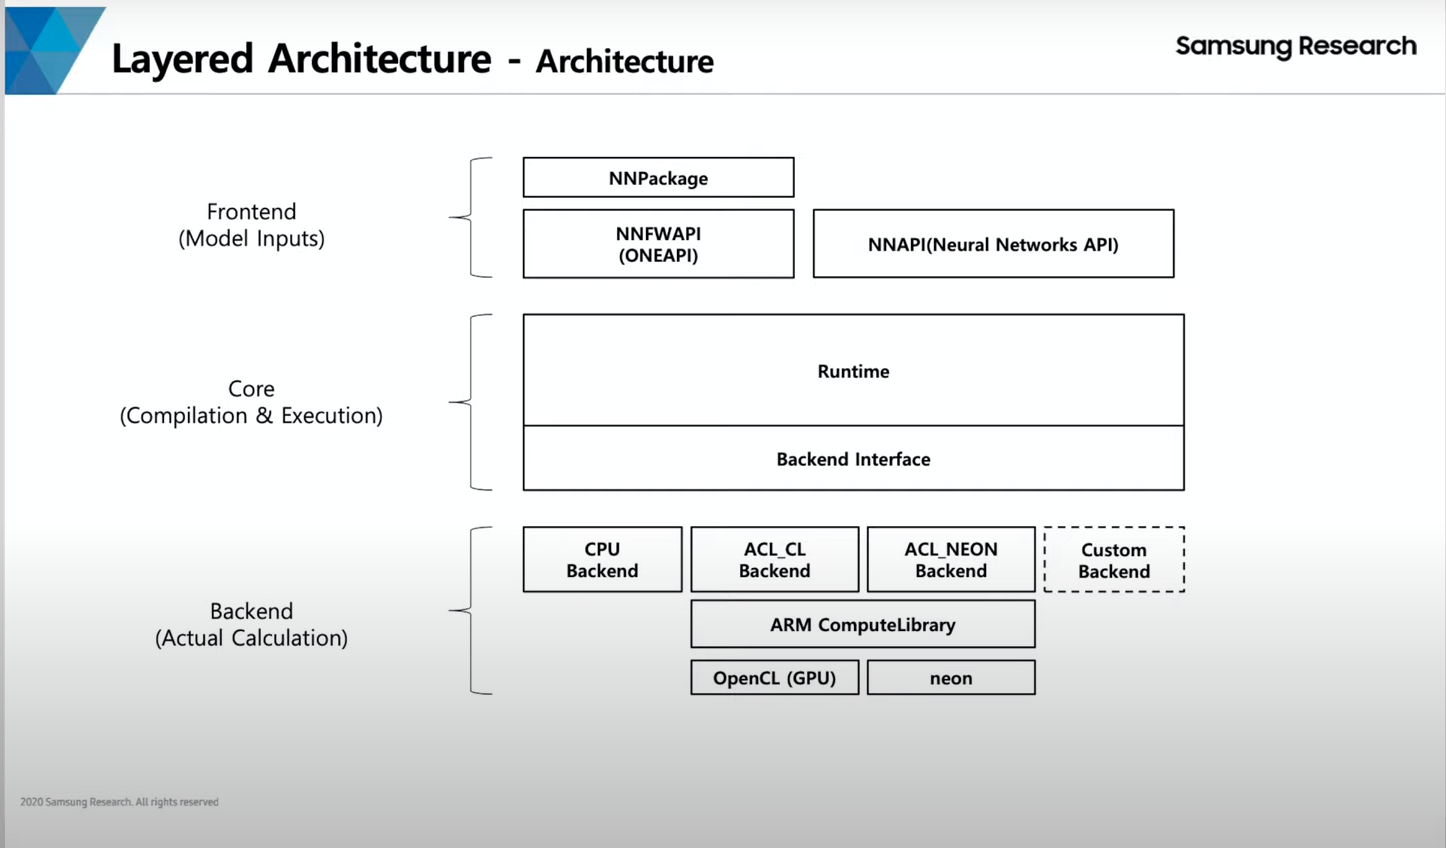 Layered Architecture - Architecture
Samsung Research
Frontend
(Model Inputs)
NNPackage
NNFWAPI
(ONEAPI)
NNAPI(Neural Networks API)
Core
(Compilation & Execution)
Runtime
Backend Interface
Backend
(Actual Calculation)
CPU
Backend
ACL_CL
Backend
ACL_NEON
Backend
Custom
Backend
ARM ComputeLibrary
OpenCL (GPU)
neon
2020 Samsung Research. All rights reserved